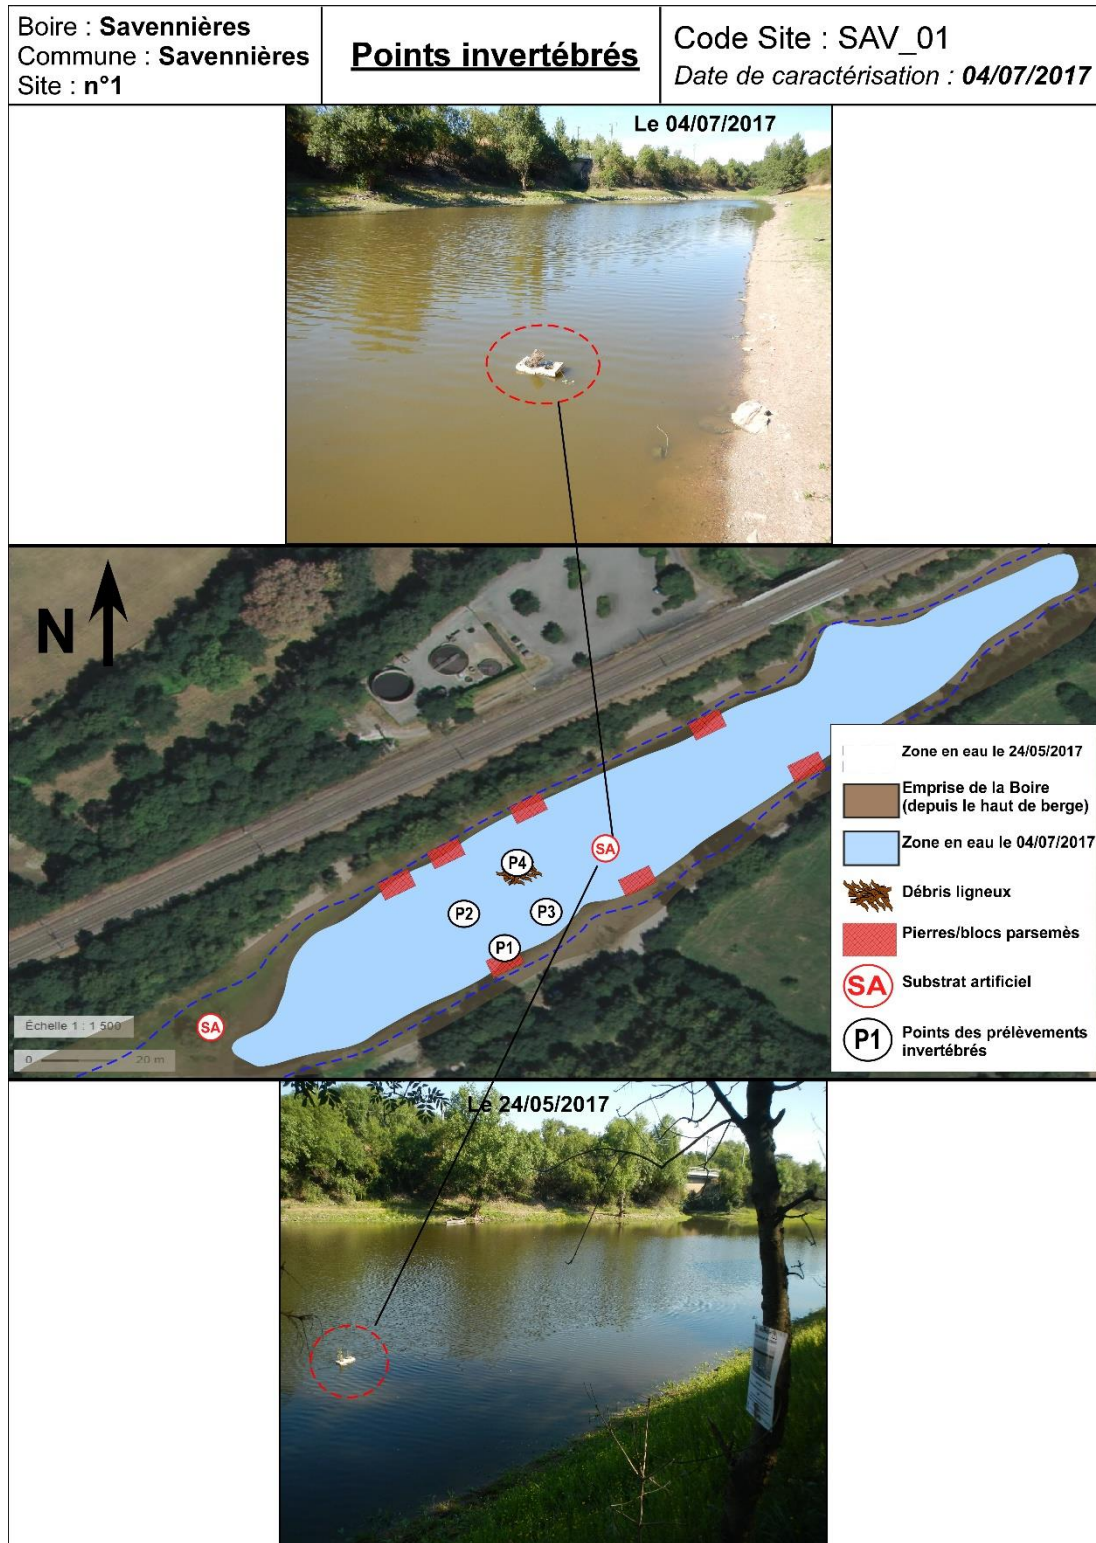 Boire : Savennières
Commune : Savennières
Site : n°1
Points invertébrés
Code Site : SAV_01
Date de caractérisation : 04/07/2017
Le 04/07/2017
N
P4
SA
P2
P3
P1
SA
Échelle 1 : 1 500
0
20 m
Zone en eau le 24/05/2017
Emprise de la Boire
(depuis le haut de berge)
Zone en eau le 04/07/2017
Débris ligneux
Pierres/blocs parsemès
SA
Substrat artificiel
P1
Points des prélèvements
invertébrés
Le 24/05/2017